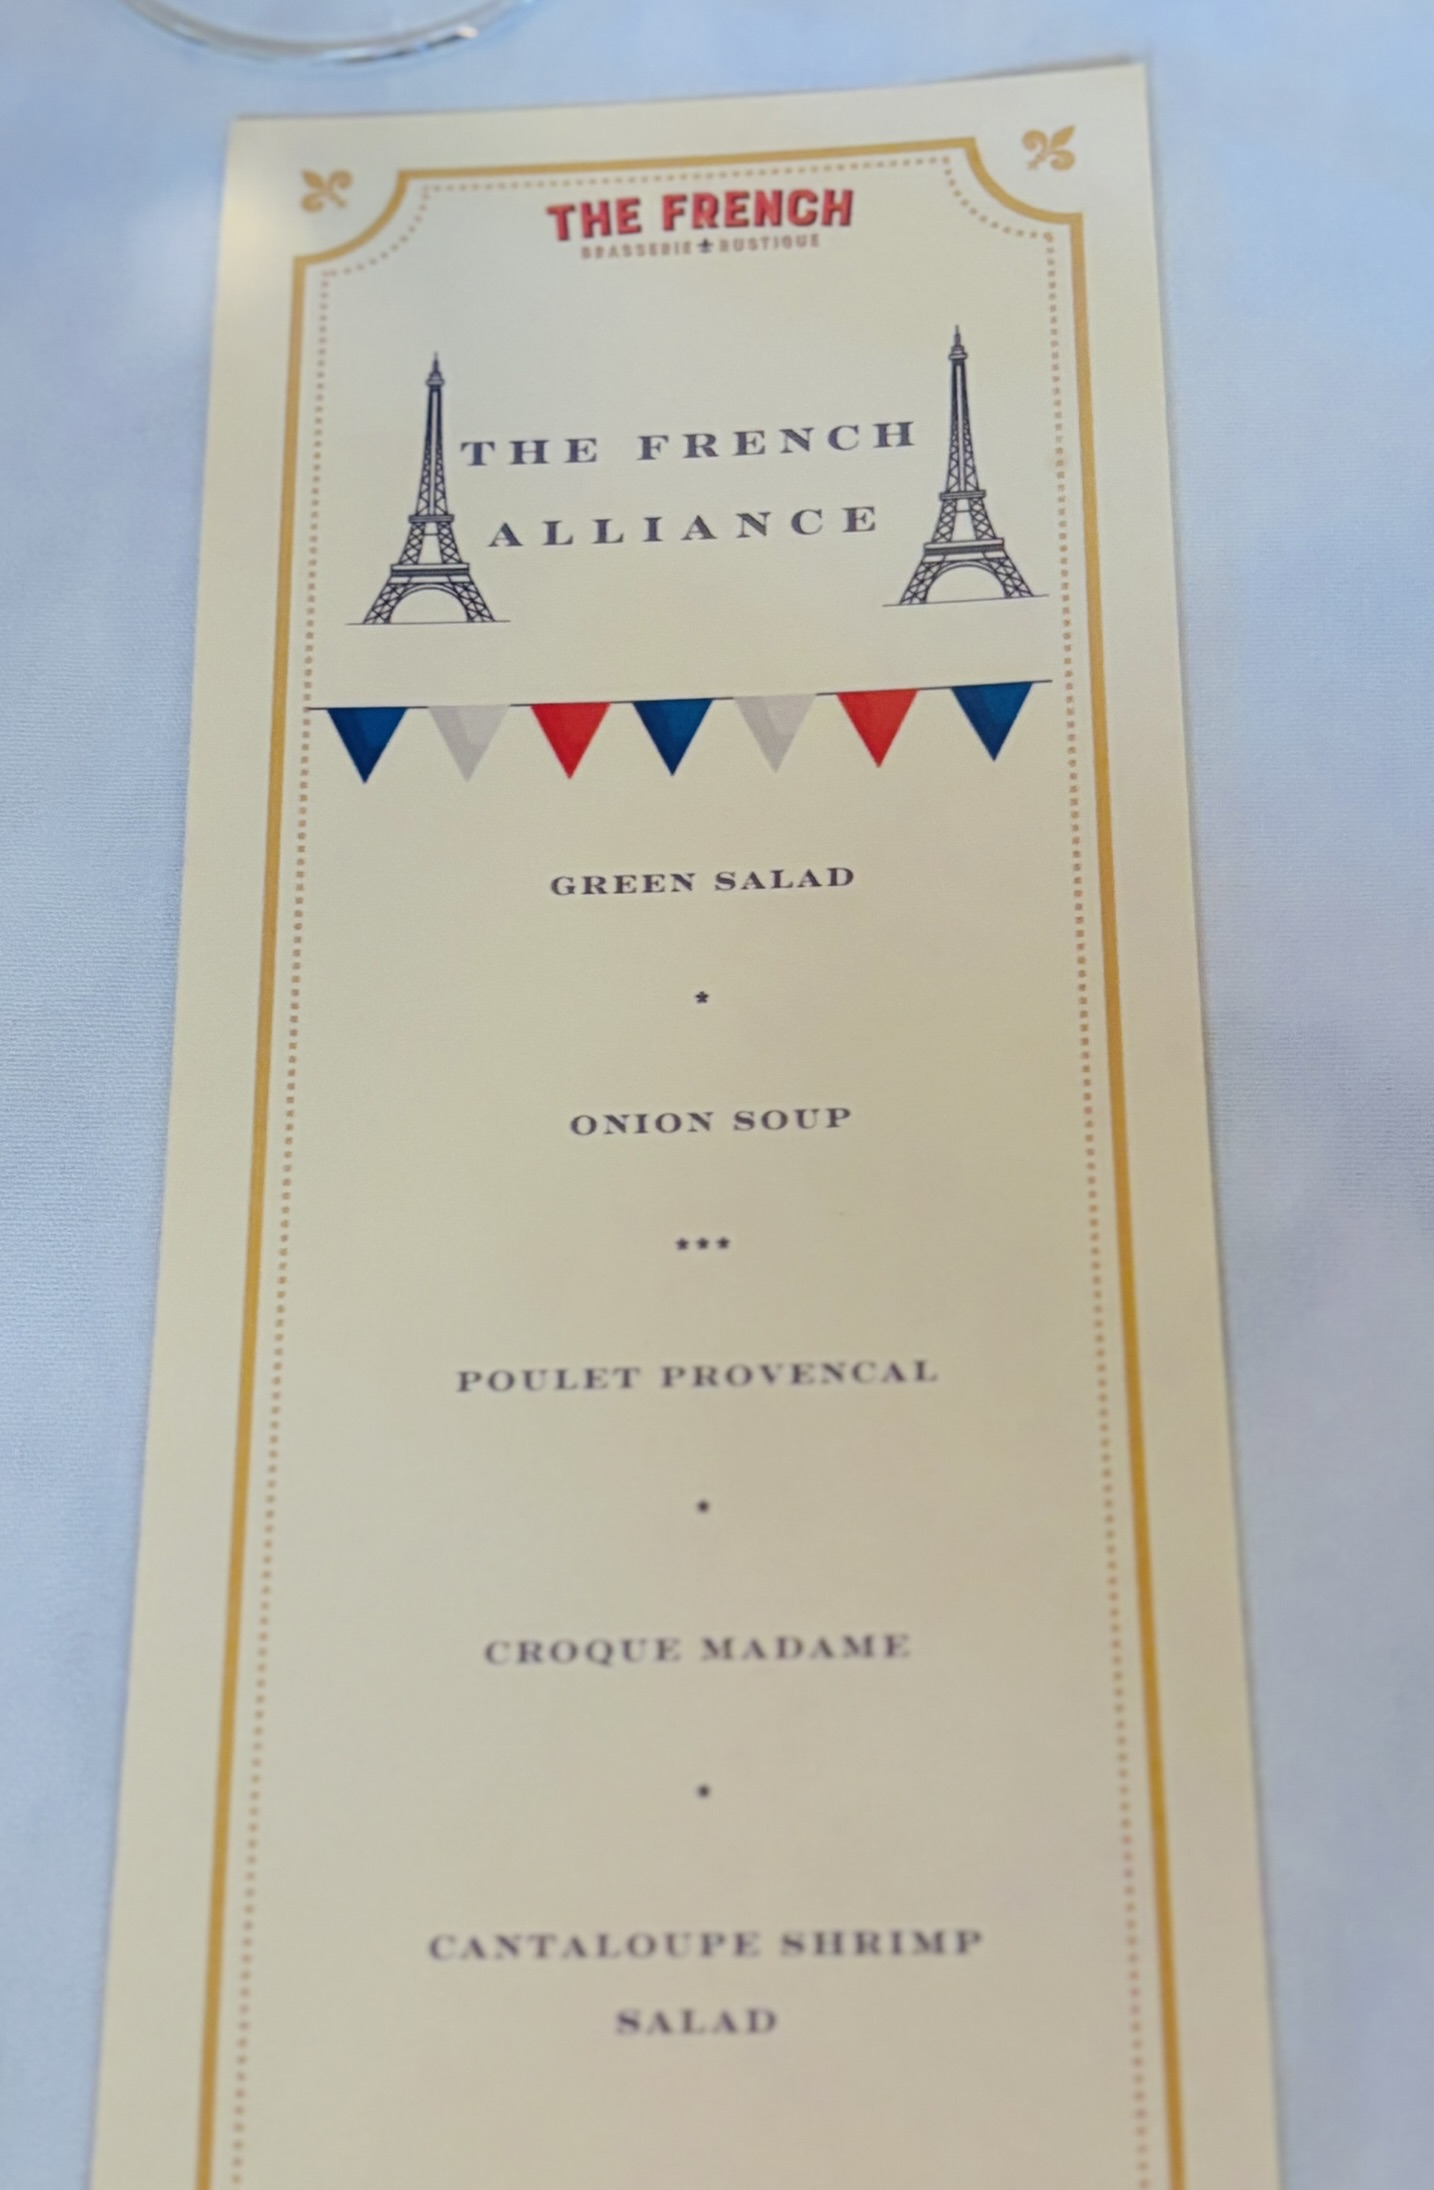 THE FRENCH
BRASSERIE RUSTIQUE
THE FRENCH
ALLIANCE
GREEN SALAD
*
ONION SOUP
***
POULET PROVENCAL
*
CROQUE MADAME
*
CANTALOUPE SHRIMP
SALAD